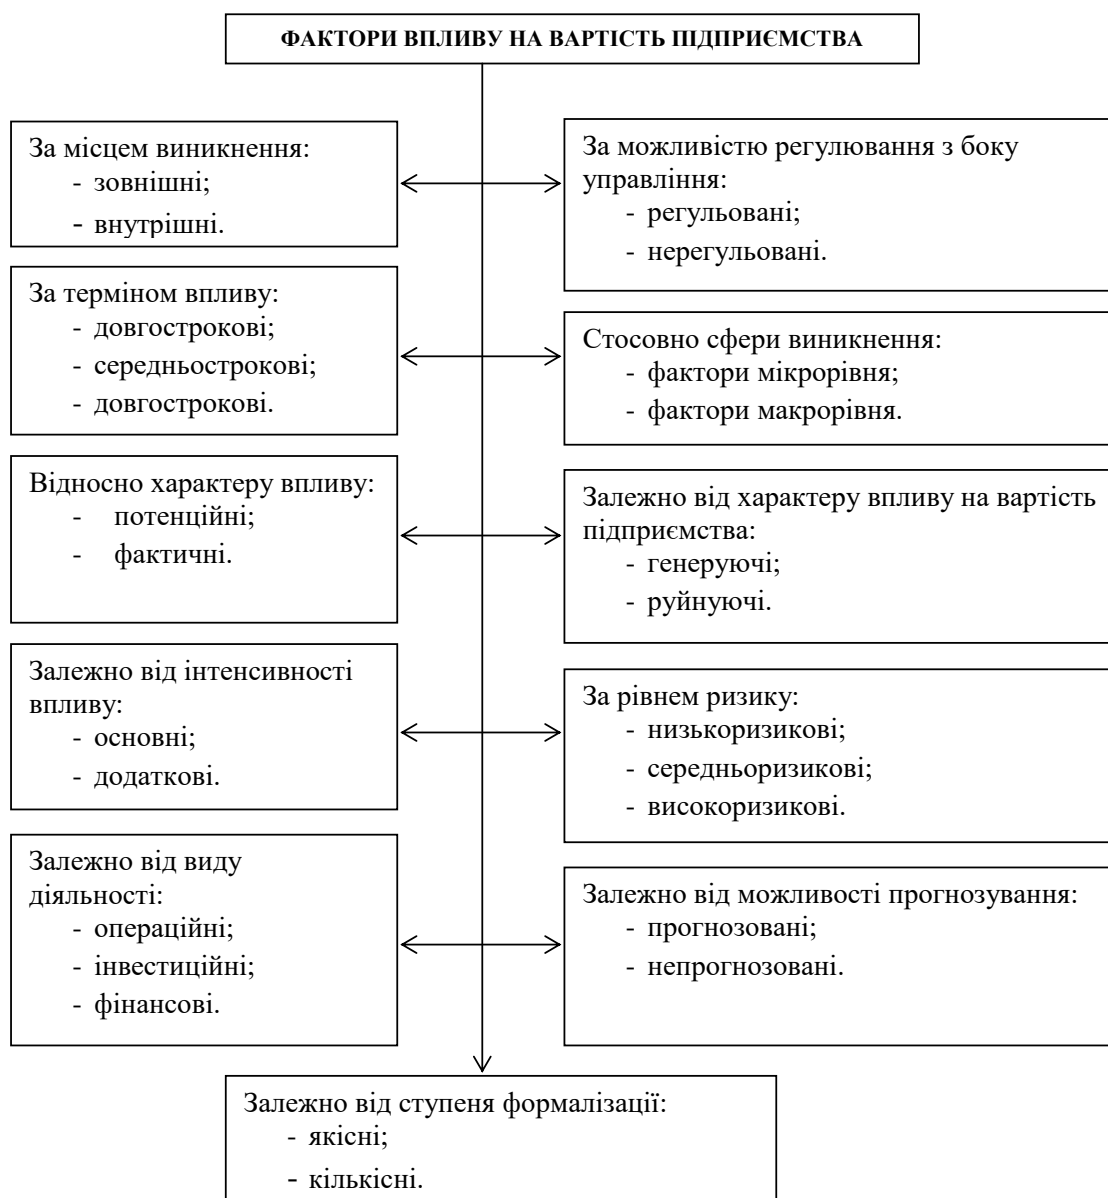 ФАКТОРИ ВПЛИВУ НА ВАРТІСТЬ ПІДПРИЄМСТВА
За місцем виникнення:
- зовнішні;
- внутрішні.
За можливістю регулювання з боку
управління:
- регульовані;
- нерегульовані.
За терміном впливу:
- довгострокові;
- середньострокові;
- довгострокові.
Стосовно сфери виникнення:
- фактори мікрорівня;
- фактори макрорівня.
Відносно характеру впливу:
- потенційні;
- фактичні.
Залежно від характеру впливу на вартість
підприємства:
- генеруючі;
- руйнуючі.
Залежно від інтенсивності
впливу:
- основні;
- додаткові.
За рівнем ризику:
- низькоризикові;
- середньоризикові;
- високоризикові.
Залежно від виду
діяльності:
- операційні;
- інвестиційні;
- фінансові.
Залежно від можливості прогнозування:
- прогнозовані;
- непрогнозовані.
Залежно від ступеня формалізації:
- якісні;
- кількісні.